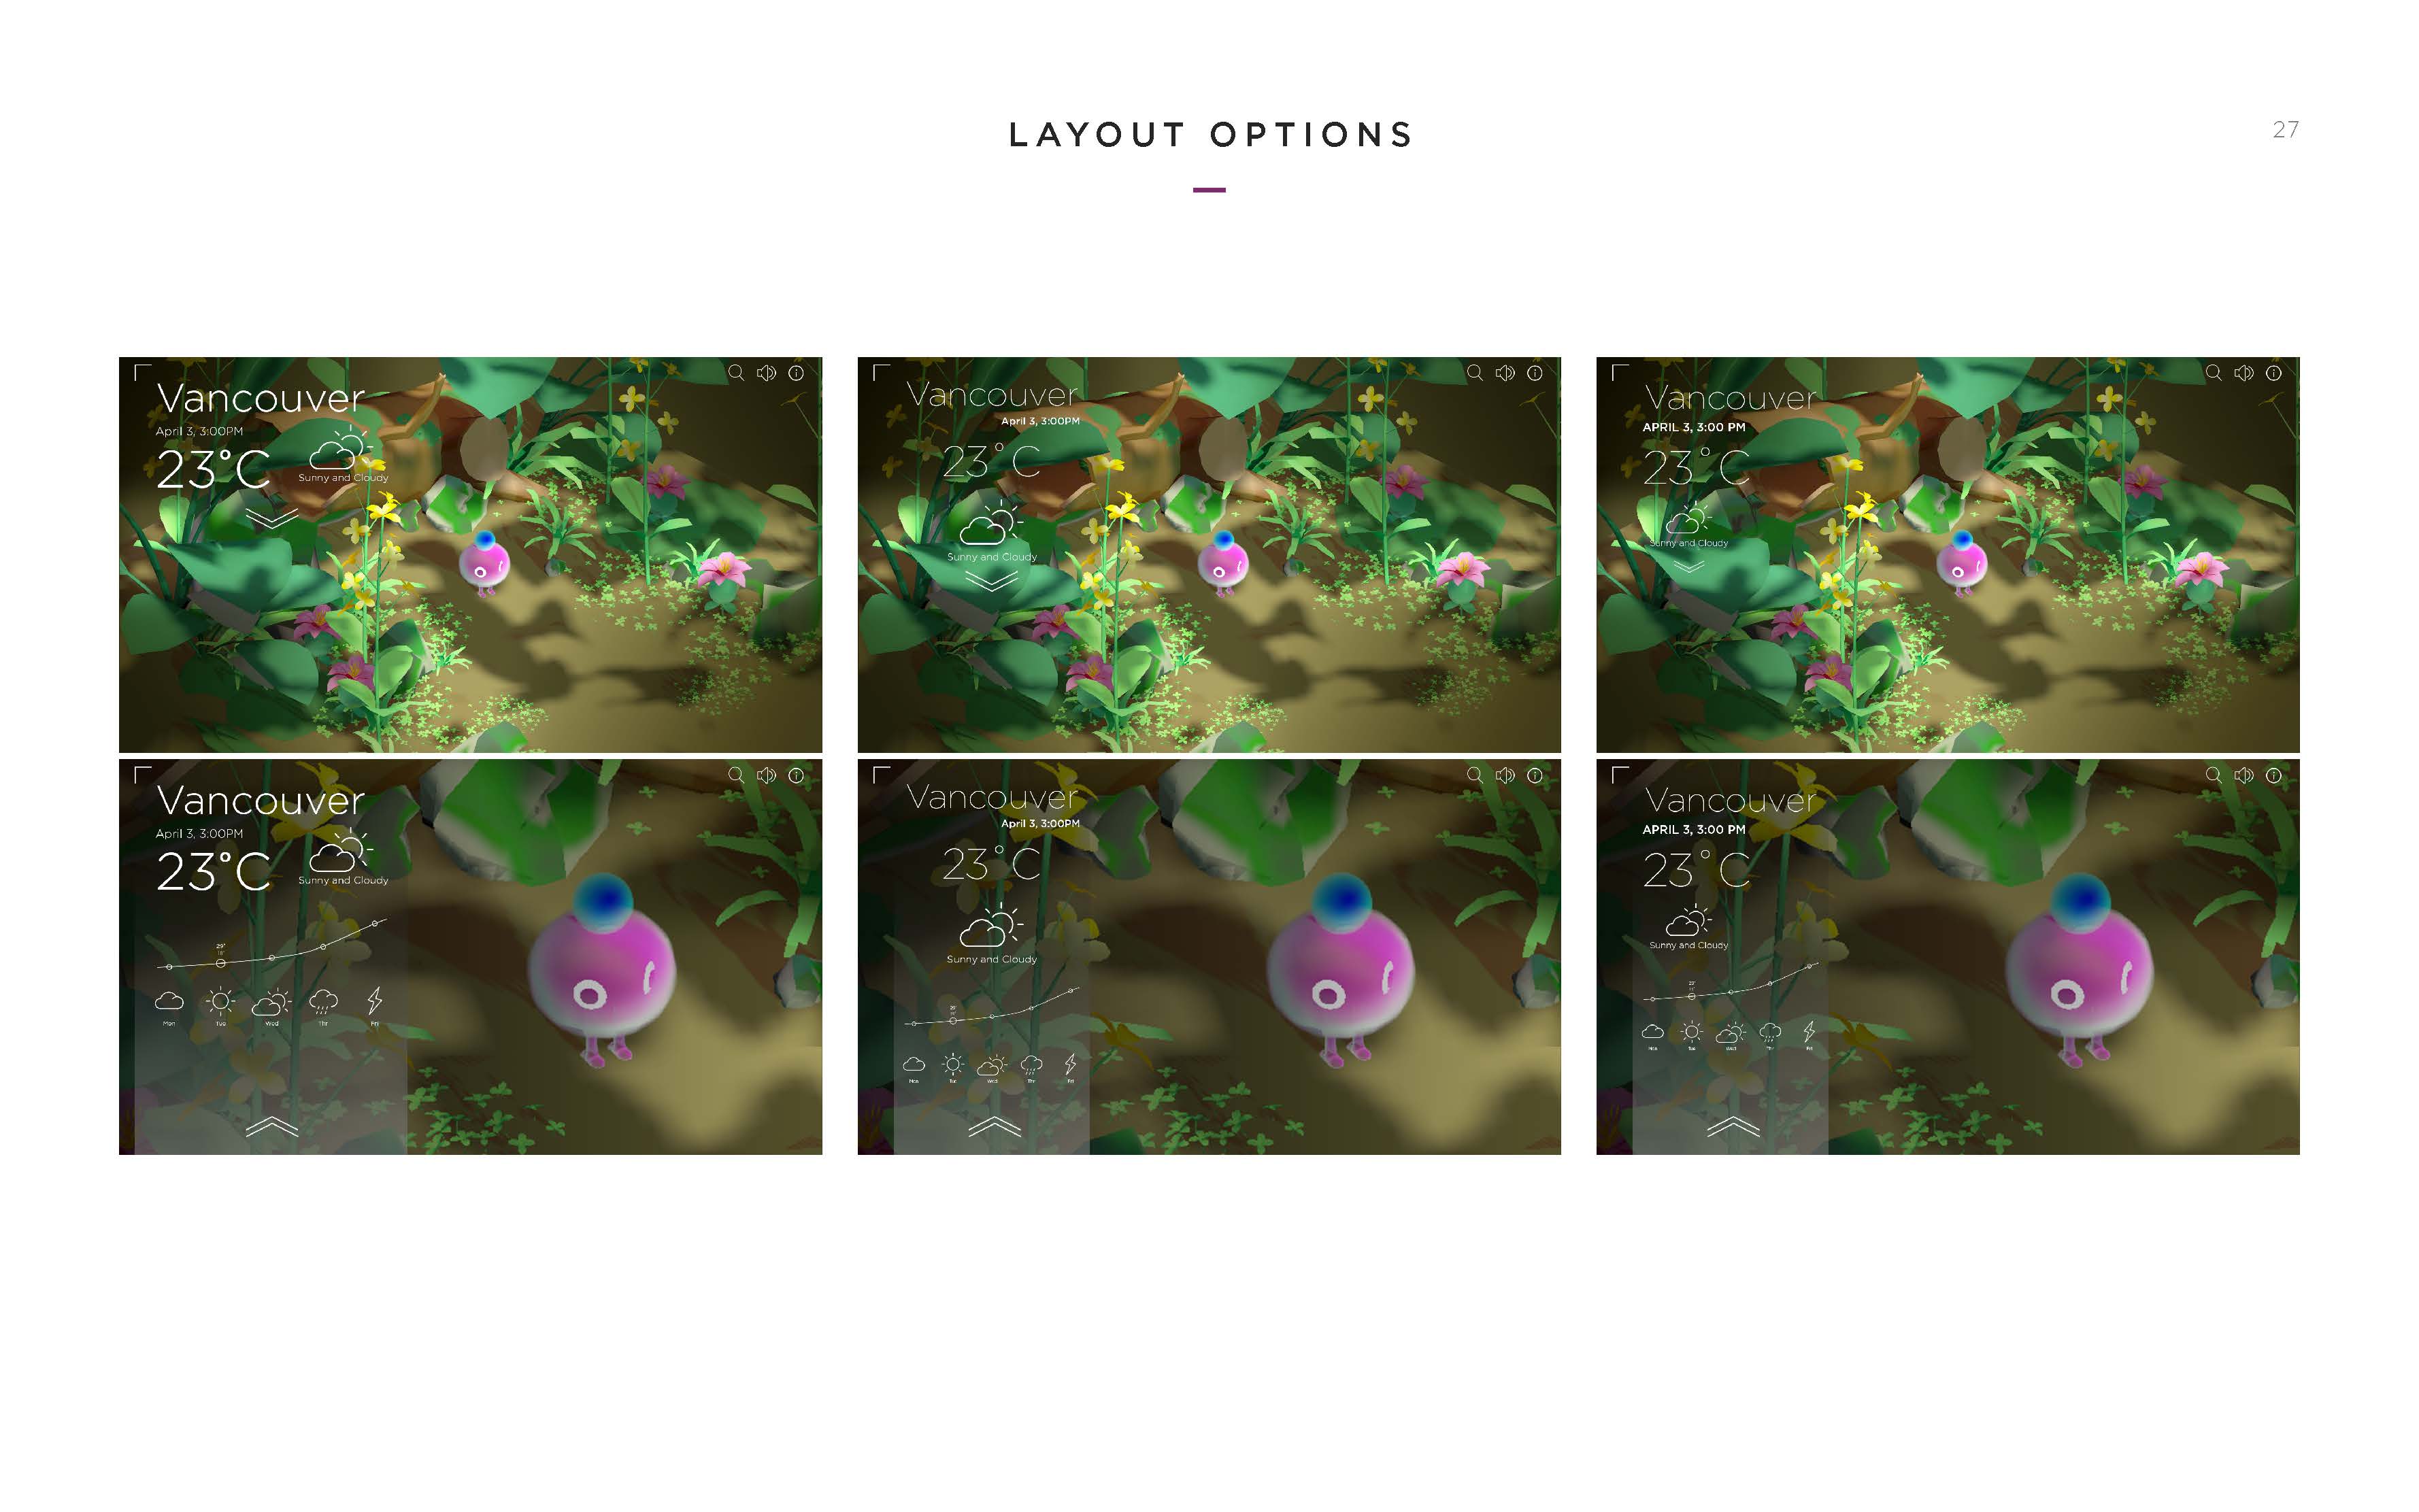 LAYOUT OPTIONS
27
Vancouver
April 3, 3:00PM
23°C
Sunny and Cloudy
Vancouver
April 3, 3:00PM
23°C
Sunny and Cloudy
Vancouver
APRIL 3, 3:00 PM
23°C
Sunny and Cloudy
Vancouver
April 3, 3:00PM
23°C
Sunny and Cloudy
Mon Tue Wed Thr Fri
Vancouver
April 3, 3:00PM
23°C
Sunny and Cloudy
Mon Tue Wed Thr Fri
Vancouver
APRIL 3, 3:00 PM
23°C
Sunny and Cloudy
Mon Tue Wed Thr Fri